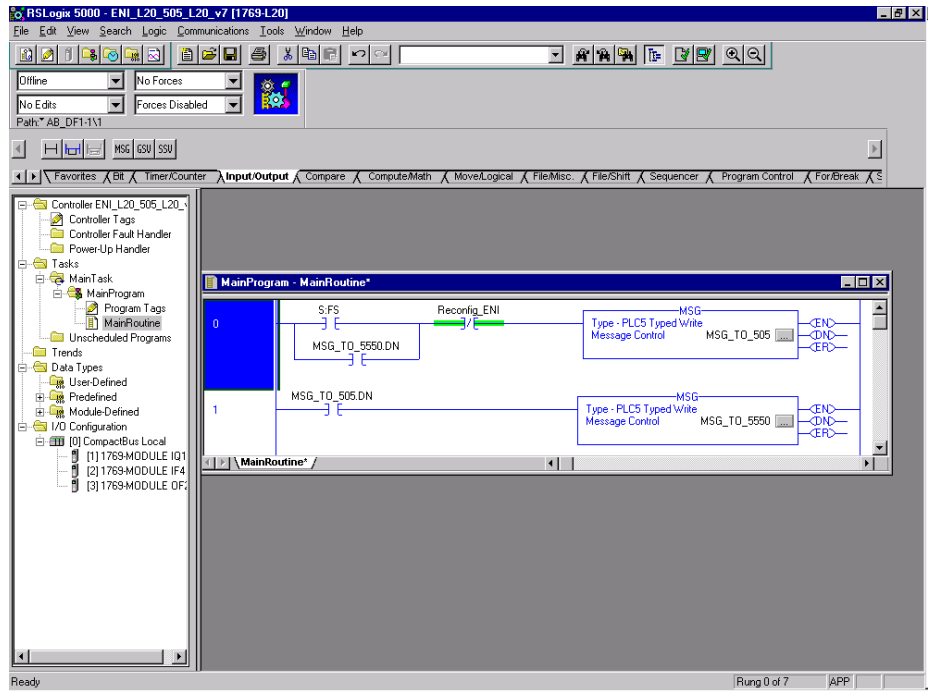 RSLogix 5000 - ENI_L20_505_L20_v7 [1769-L20]
File Edit View Search Logic Communications Tools Window Help
Offline No Forces
No Edits Forces Disabled
Path:* AB_DF1-1\1
MSG GSV SSV
Favorites Bit Timer/Counter Input/Output Compare Compute/Math Move/Logical File/Misc. File/Shift Sequencer Program Control For/Break S
Controller ENI_L20_505_L20_
Controller Tags
Controller Fault Handler
Power-Up Handler
Tasks
MainTask
MainProgram
Program Tags
MainRoutine
Unscheduled Programs
Trends
Data Types
User-Defined
Predefined
Module-Defined
I/O Configuration
[0] CompactBus Local
[1] 1769-MODULE IQ1
[2] 1769-MODULE IF4
[3] 1769-MODULE OF2
MainProgram - MainRoutine*
0
S:FS
Reconfig_ENI
MSG_TO_5550.DN
MSG
Type - PLC5 Typed Write
Message Control MSG_TO_505 ...
EN
DN
ER
1
MSG_TO_505.DN
MSG
Type - PLC5 Typed Write
Message Control MSG_TO_5550 ...
EN
DN
ER
MainRoutine*
Ready
Rung 0 of 7 APP